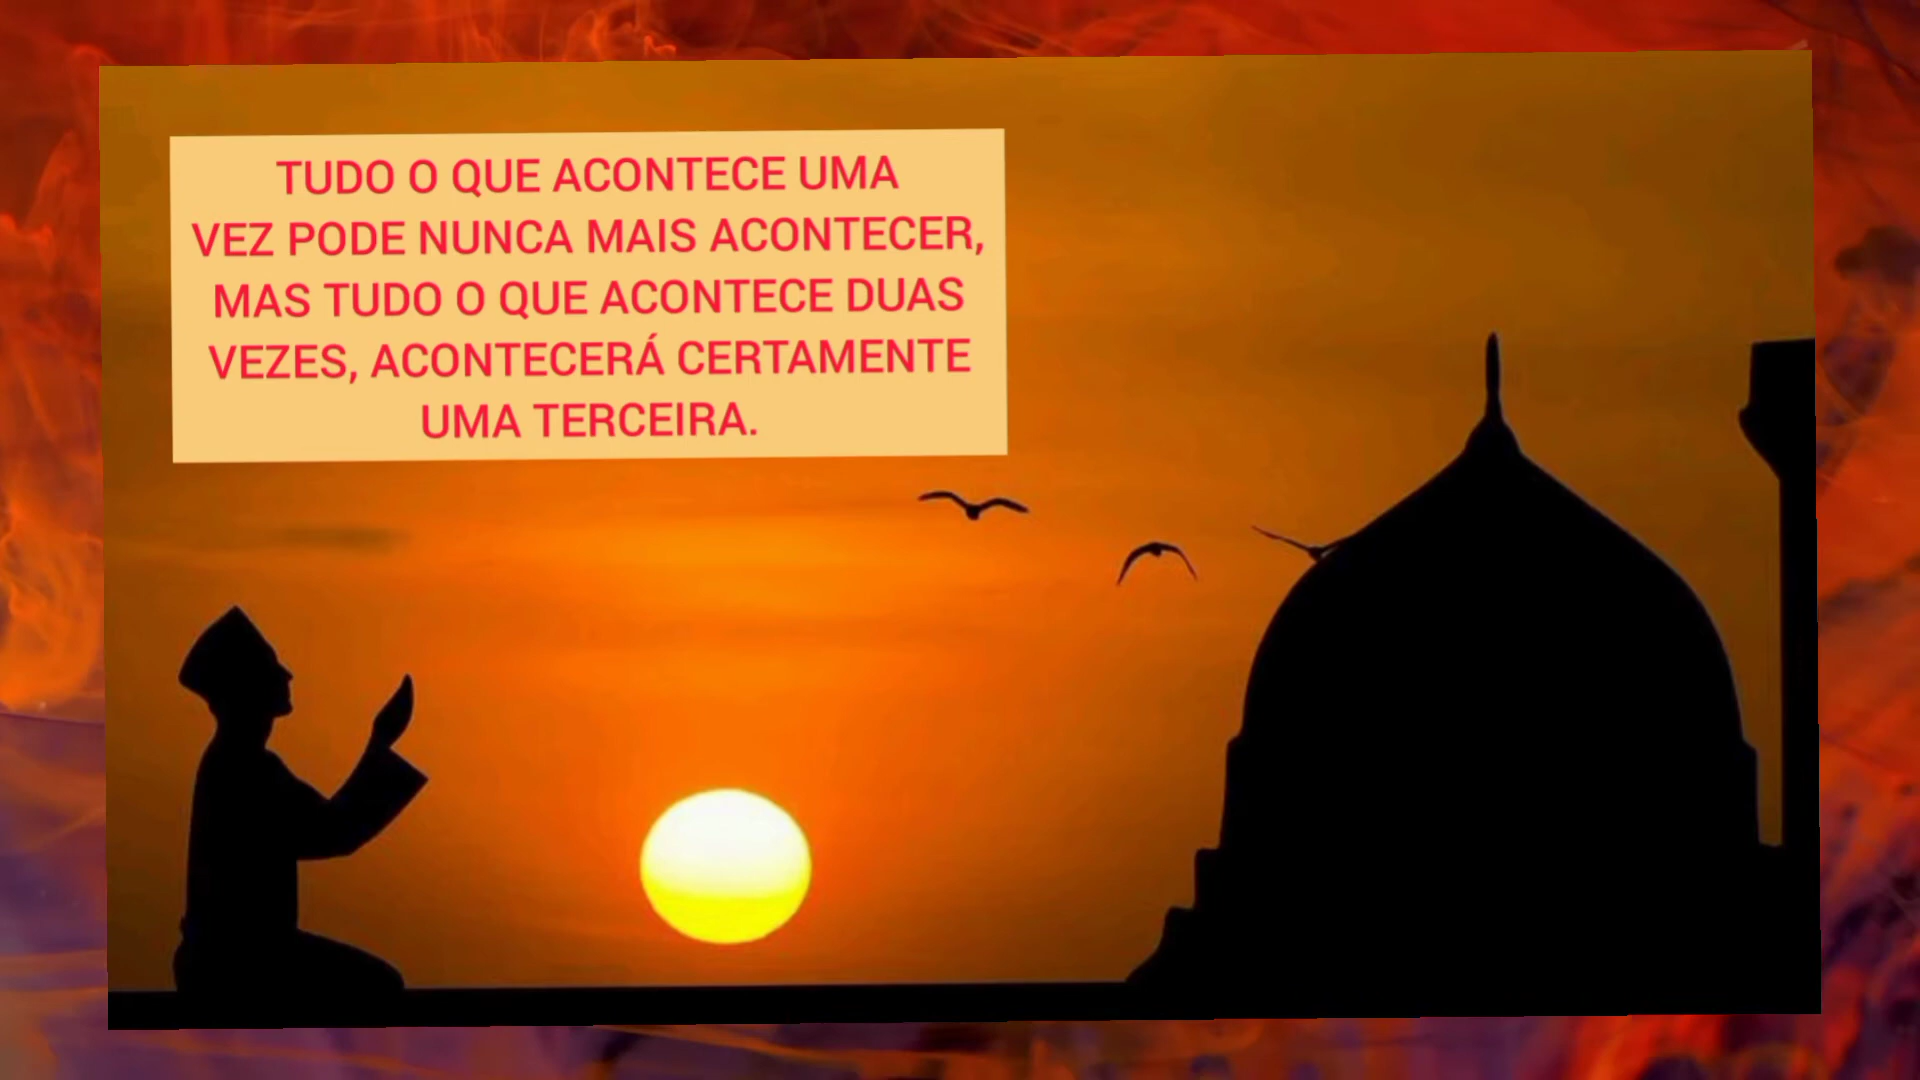 TUDO O QUE ACONTECE UMA
VEZ PODE NUNCA MAIS ACONTECER,
MAS TUDO O QUE ACONTECE DUAS
VEZES, ACONTECERÁ CERTAMENTE
UMA TERCEIRA.